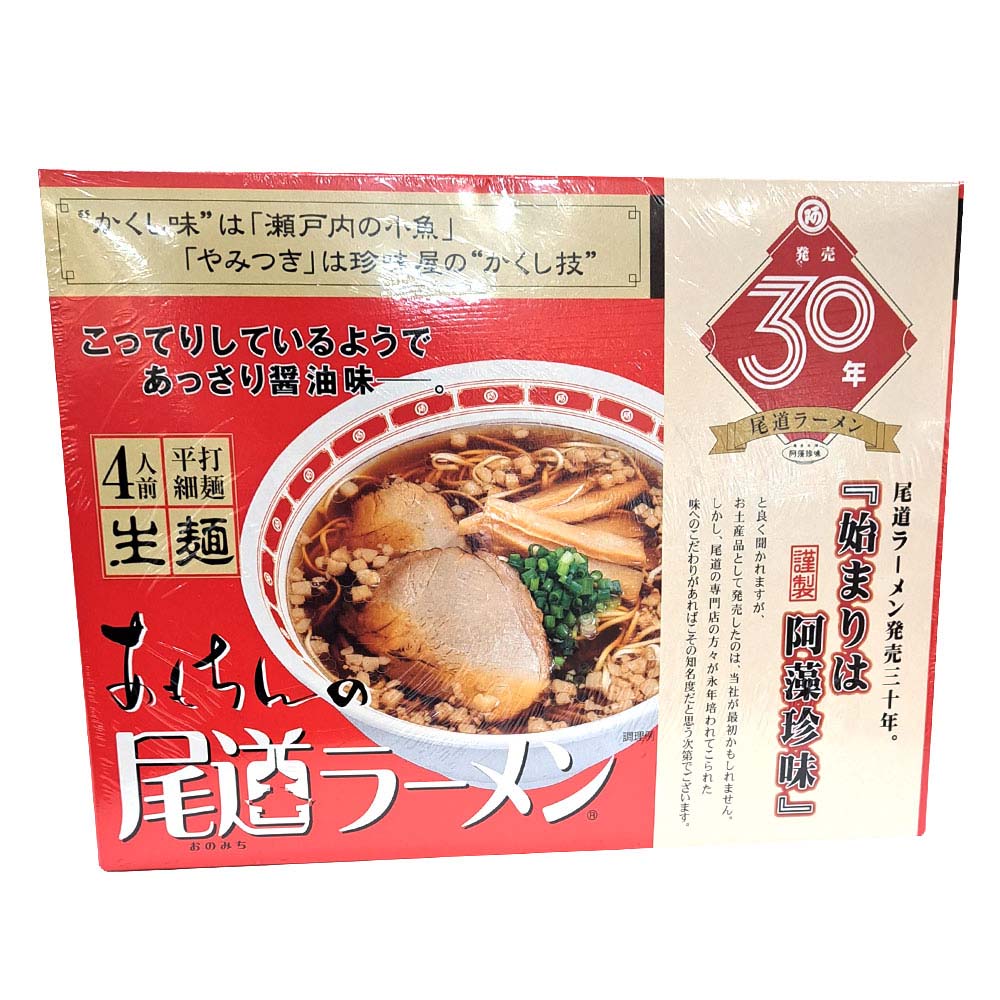 “かくし味”は「瀬戸内の小魚」
「やみつき」は珍味屋の“かくし技”
こってりしているようで
あっさり醤油味――。
4人前
平打細麺
生麺
あもちんの
尾道ラーメン®
おのみち
調理例
阿
発売
30年
尾道ラーメン
阿藻珍味
尾道ラーメン発売三十年。
『始まりは
阿藻珍味』
謹製
と良く聞かれますが、
お土産品として発売したのは、当社が最初かもしれません。
しかし、尾道の専門店の方々が永年培われてこられた
味へのこだわりがあればこその知名度だと思う次第でございます。